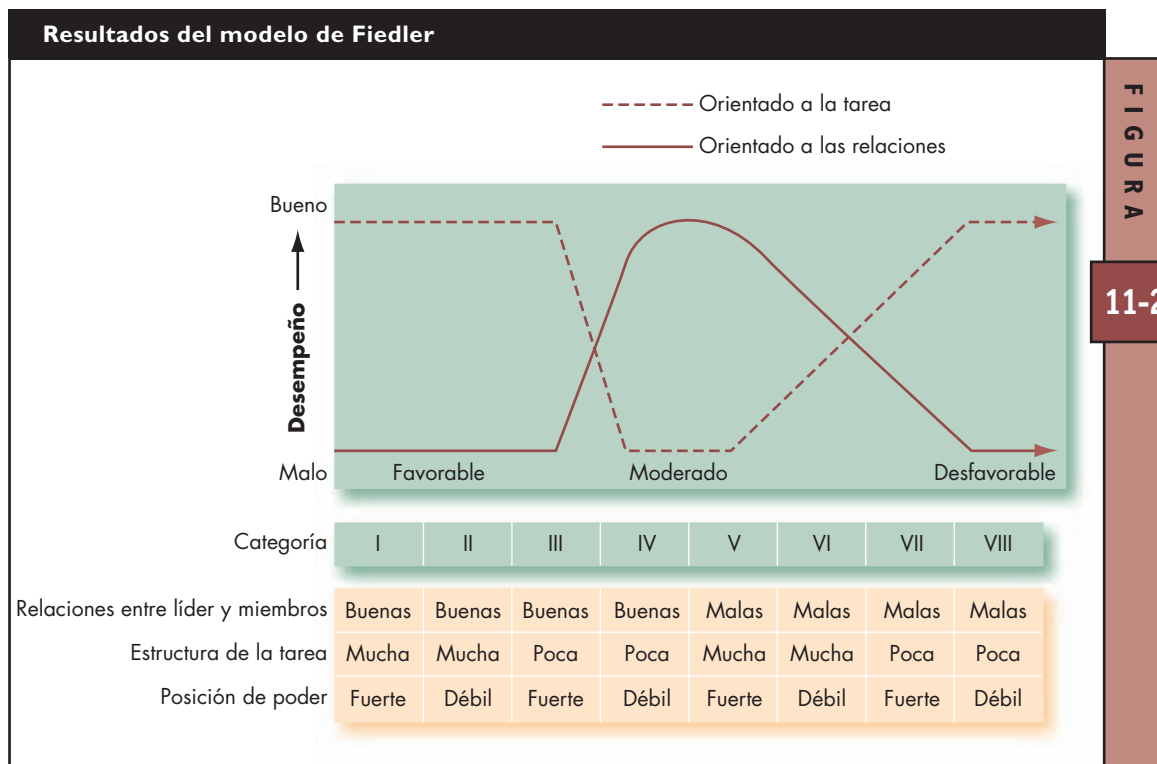 Resultados del modelo de Fiedler
FIGURA
11-2
Orientado a la tarea
Orientado a las relaciones
Bueno
Desempeño
Malo
Favorable Moderado Desfavorable
Categoría I II III IV V VI VII VIII
Relaciones entre líder y miembros Buenas Buenas Buenas Buenas Malas Malas Malas Malas
Estructura de la tarea Mucha Mucha Poca Poca Mucha Mucha Poca Poca
Posición de poder Fuerte Débil Fuerte Débil Fuerte Débil Fuerte Débil